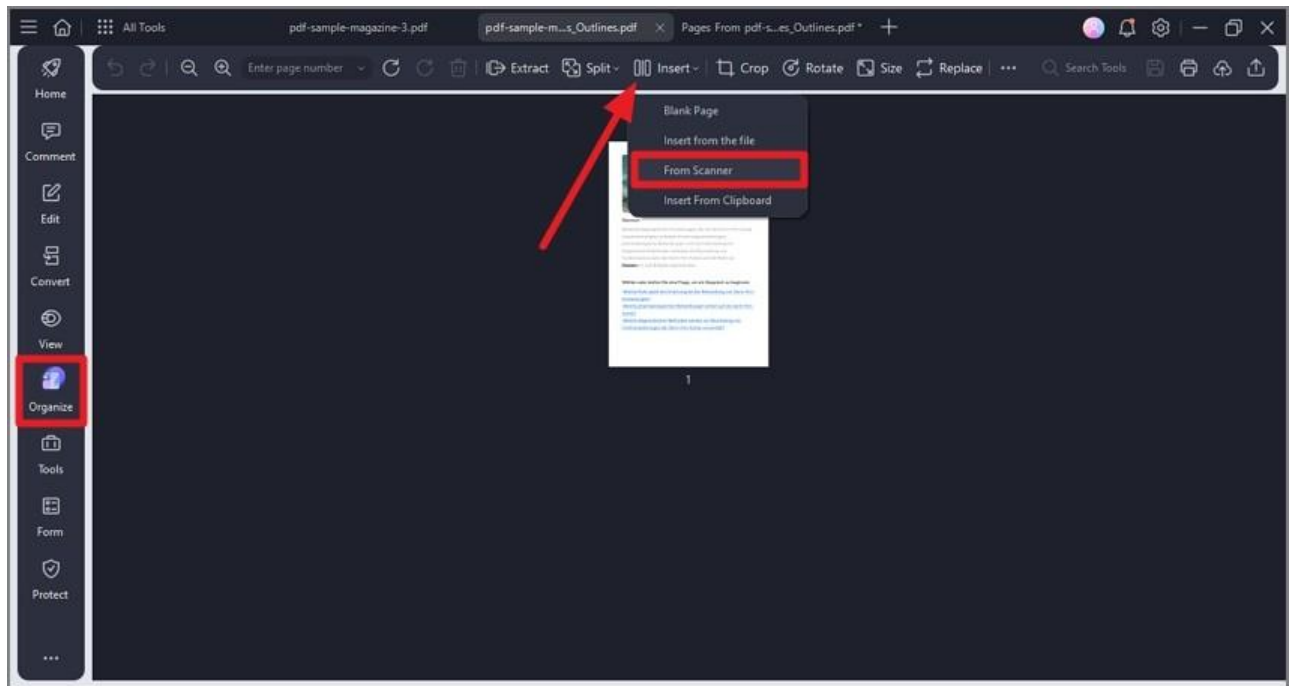 All Tools
pdf-sample-magazine-3.pdf
pdf-sample-m...s_Outlines.pdf
Pages From pdf-s...es_Outlines.pdf *
Home
Enter page number
Extract
Split
Insert
Crop
Rotate
Size
Replace
Search Tools
Blank Page
Insert from the file
From Scanner
Insert From Clipboard
Comment
Edit
Convert
View
Organize
Tools
Form
Protect
1